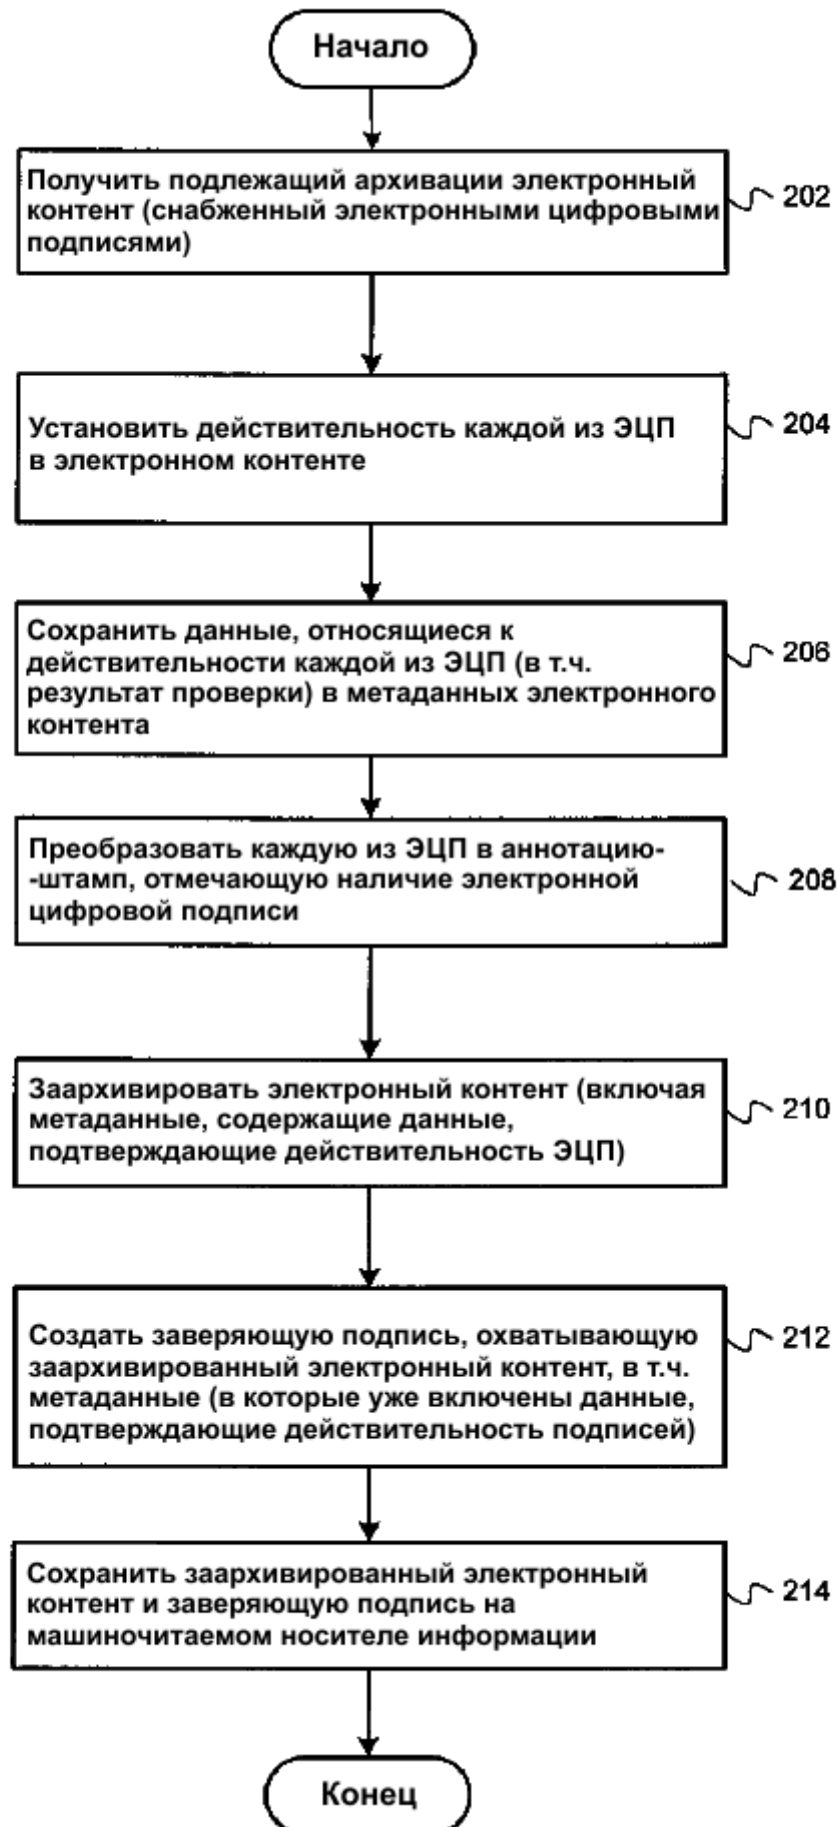 Начало
Получить подлежащий архивации электронный
контент (снабженный электронными цифровыми
подписями)
202
Установить действительность каждой из ЭЦП
в электронном контенте
204
Сохранить данные, относящиеся к
действительности каждой из ЭЦП (в т.ч.
результат проверки) в метаданных электронного
контента
206
Преобразовать каждую из ЭЦП в аннотацию-
-штамп, отмечающую наличие электронной
цифровой подписи
208
Заархивировать электронный контент (включая
метаданные, содержащие данные,
подтверждающие действительность ЭЦП)
210
Создать заверяющую подпись, охватывающую
заархивированный электронный контент, в т.ч.
метаданные (в которые уже включены данные,
подтверждающие действительность подписей)
212
Сохранить заархивированный электронный
контент и заверяющую подпись на
машиночитаемом носителе информации
214
Конец